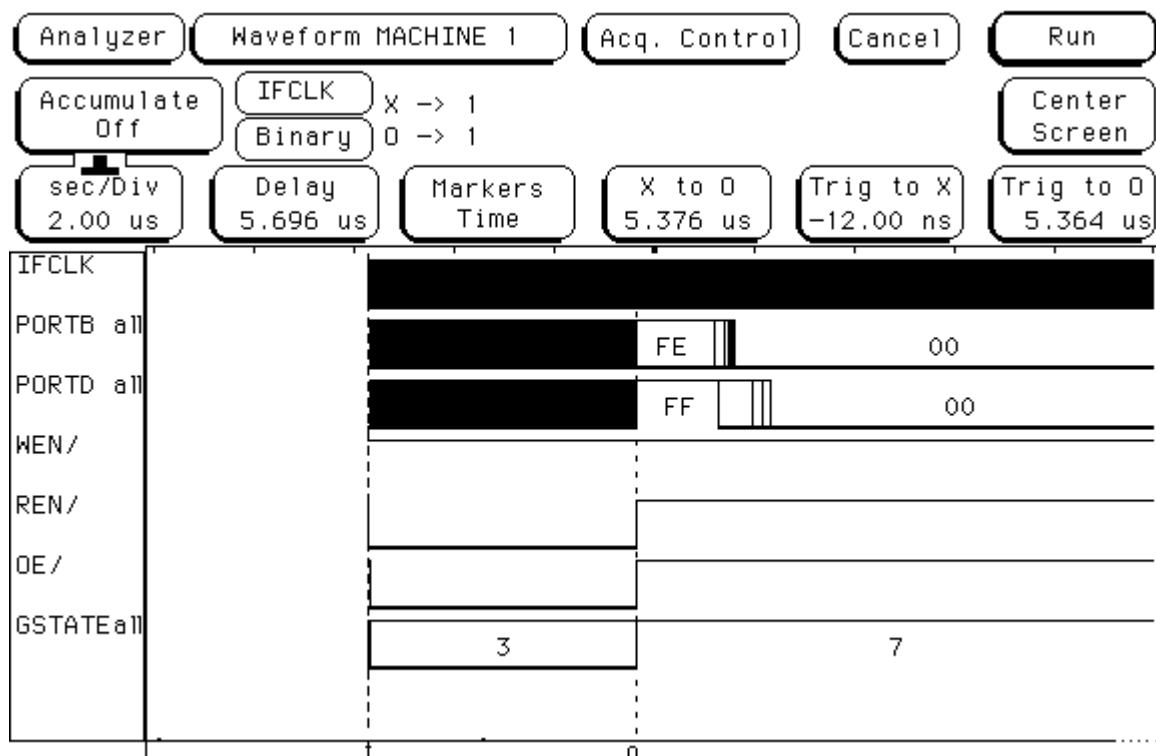 Analyzer Waveform MACHINE 1 Acq. Control Cancel Run
Accumulate Off
IFCLK X -> 1
Binary O -> 1
Center Screen
sec/Div 2.00 us
Delay 5.696 us
Markers Time
X to O 5.376 us
Trig to X -12.00 ns
Trig to O 5.364 us
IFCLK
PORTB all FE 00
PORTD all FF 00
WEN/
REN/
OE/
GSTATE all 3 7
t O